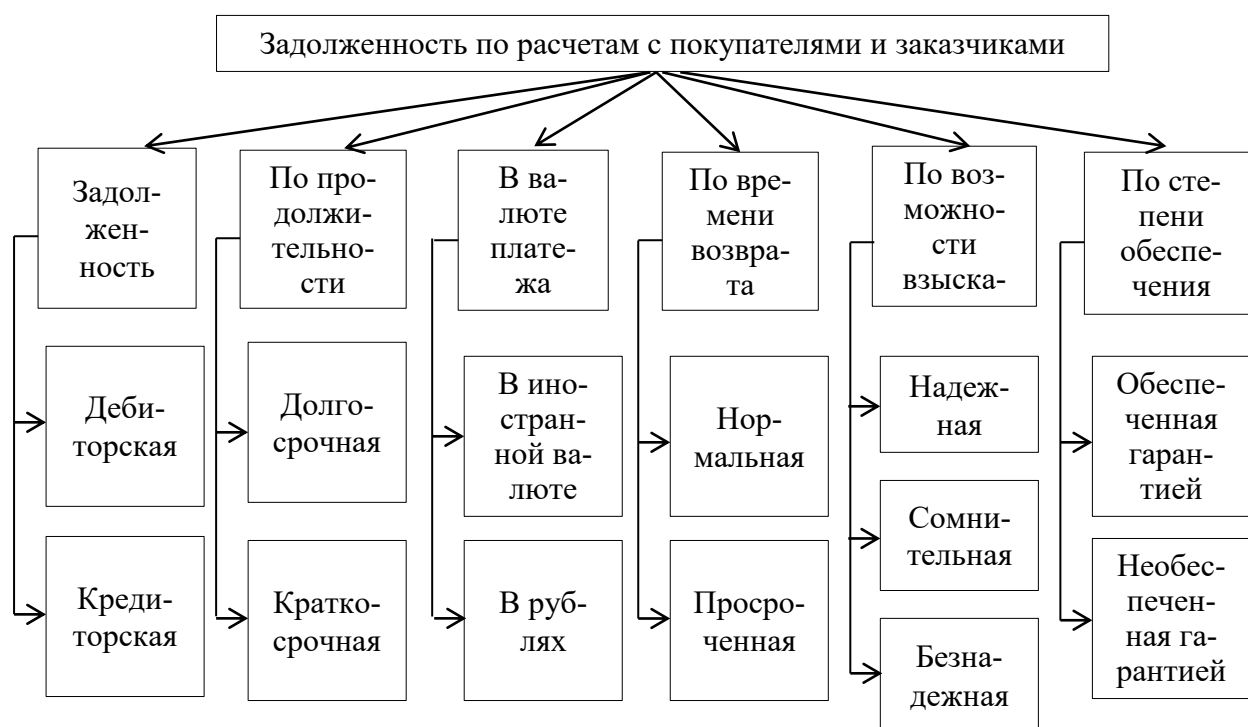 Задолженность по расчетам с покупателями и заказчиками
Задол-
жен-
ность
По про-
должи-
тельно-
сти
В ва-
люте
плате-
жа
По вре-
мени
возвра-
та
По воз-
можно-
сти
взыска-
По сте-
пени
обеспе-
чения
Деби-
торская
Долго-
срочная
В ино-
стран-
ной ва-
люте
Нор-
мальная
Надеж-
ная
Обеспе-
ченная
гаран-
тией
Сомни-
тельная
Креди-
торская
Кратко-
срочная
В руб-
лях
Просро-
ченная
Безна-
дежная
Необес-
печен-
ная га-
рантией